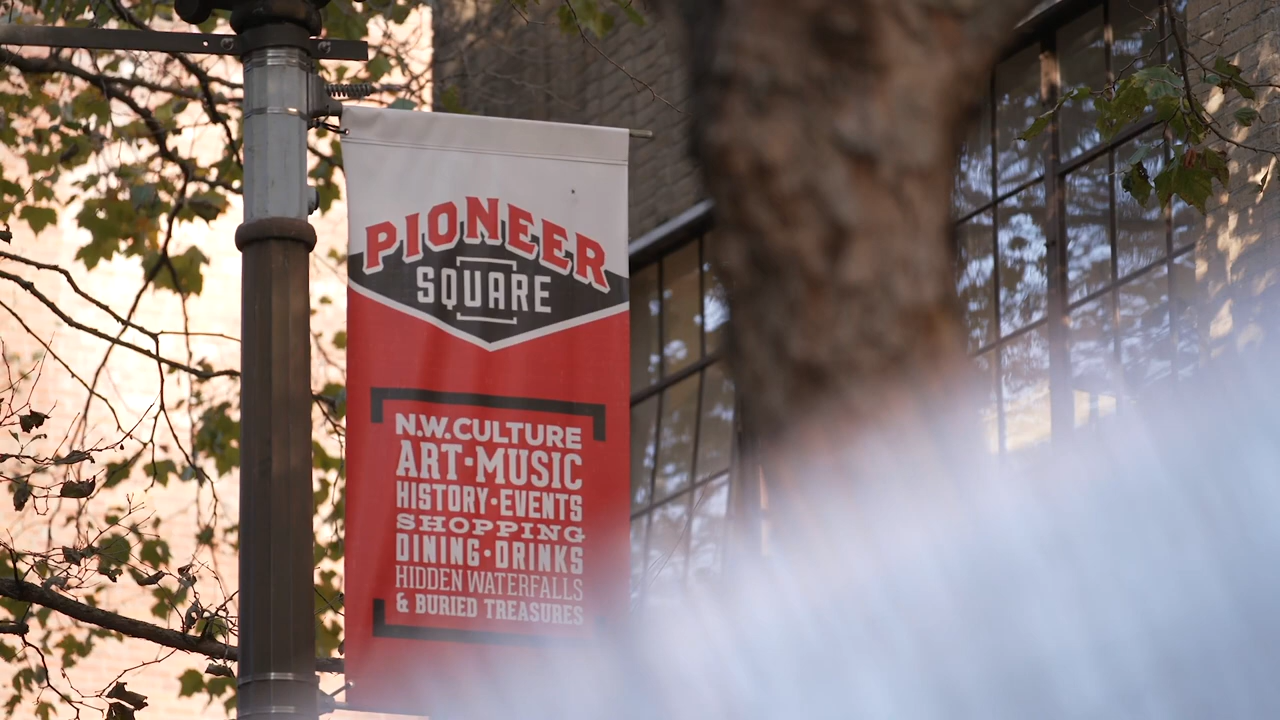 PIONEER
SQUARE
N.W.CULTURE
ART·MUSIC
HISTORY·EVENTS
SHOPPING
DINING·DRINKS
HIDDEN WATERFALLS
& BURIED TREASURES